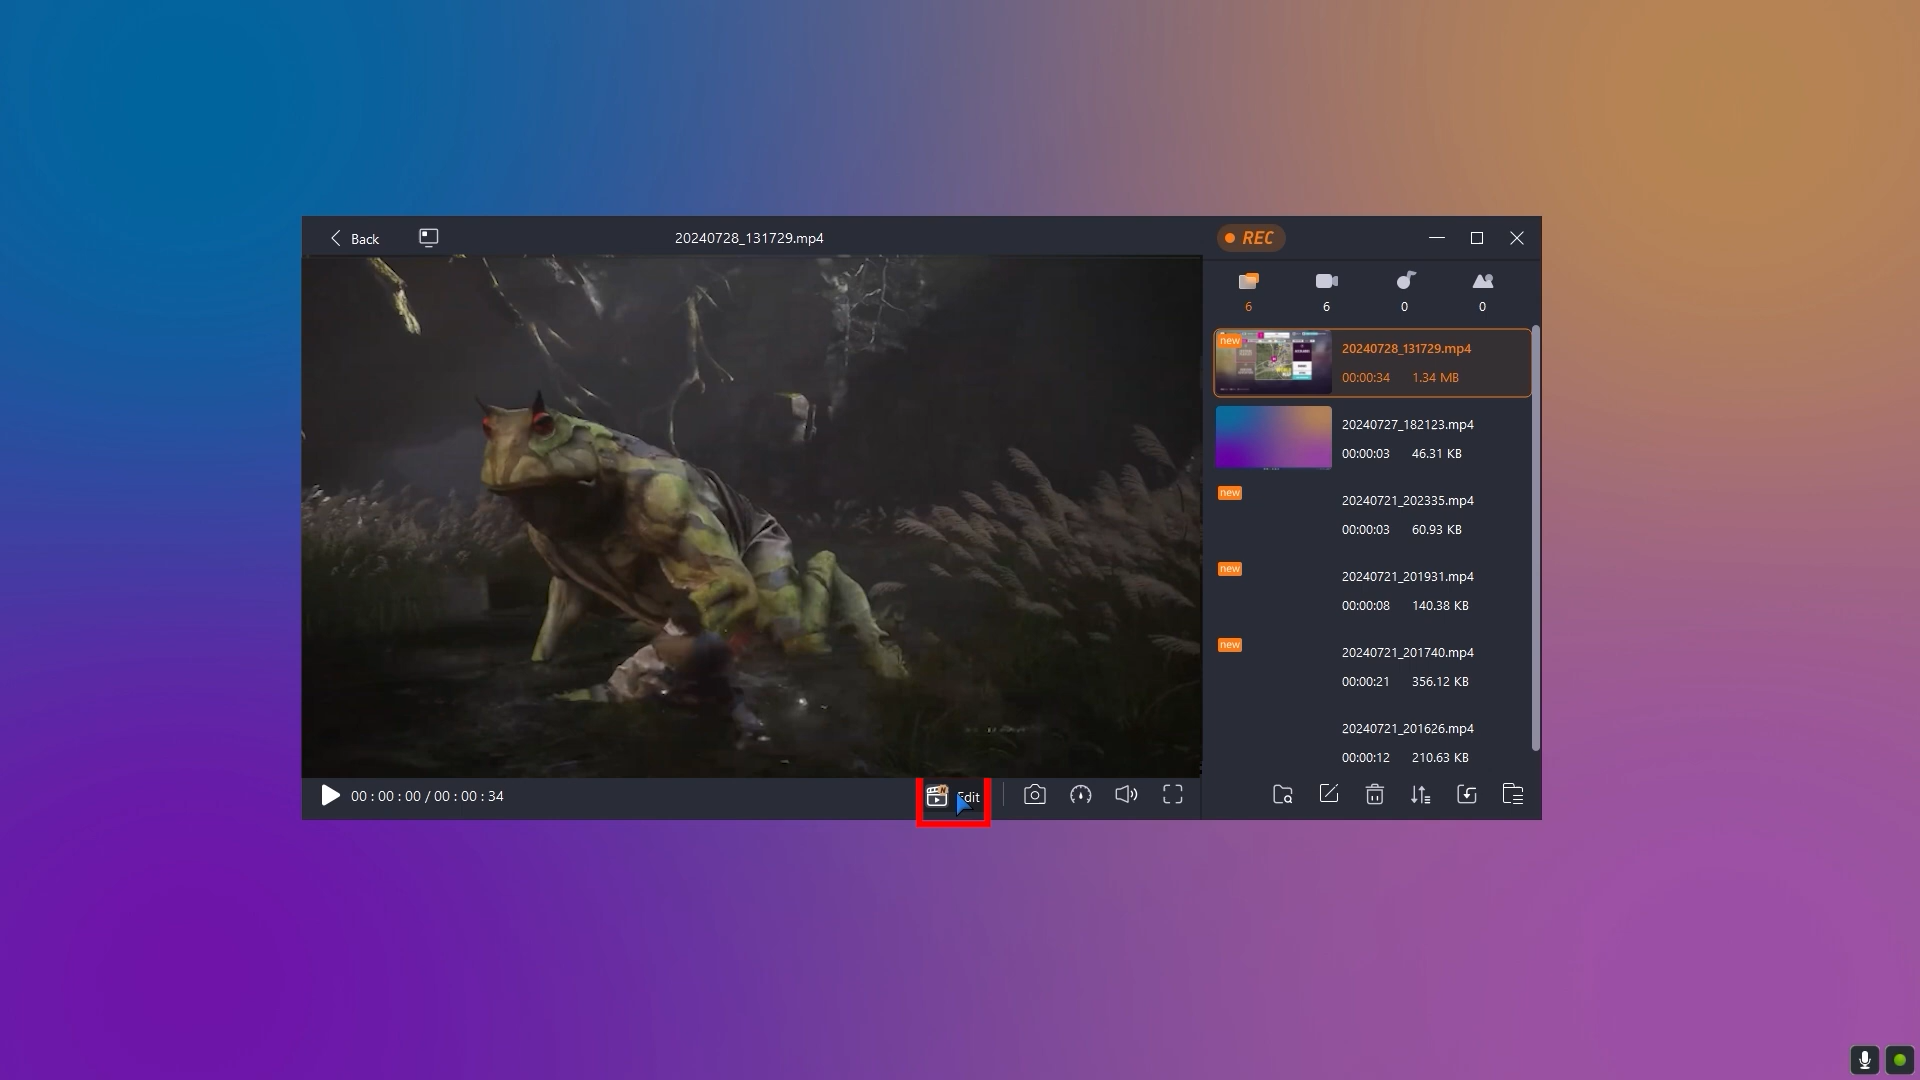 Back
20240728_131729.mp4
REC
6
6
0
0
new
20240728_131729.mp4
00:00:34 1.34 MB
20240727_182123.mp4
00:00:03 46.31 KB
new
20240721_202335.mp4
00:00:03 60.93 KB
new
20240721_201931.mp4
00:00:08 140.38 KB
new
20240721_201740.mp4
00:00:21 356.12 KB
20240721_201626.mp4
00:00:12 210.63 KB
00 : 00 : 00 / 00 : 00 : 34
Edit